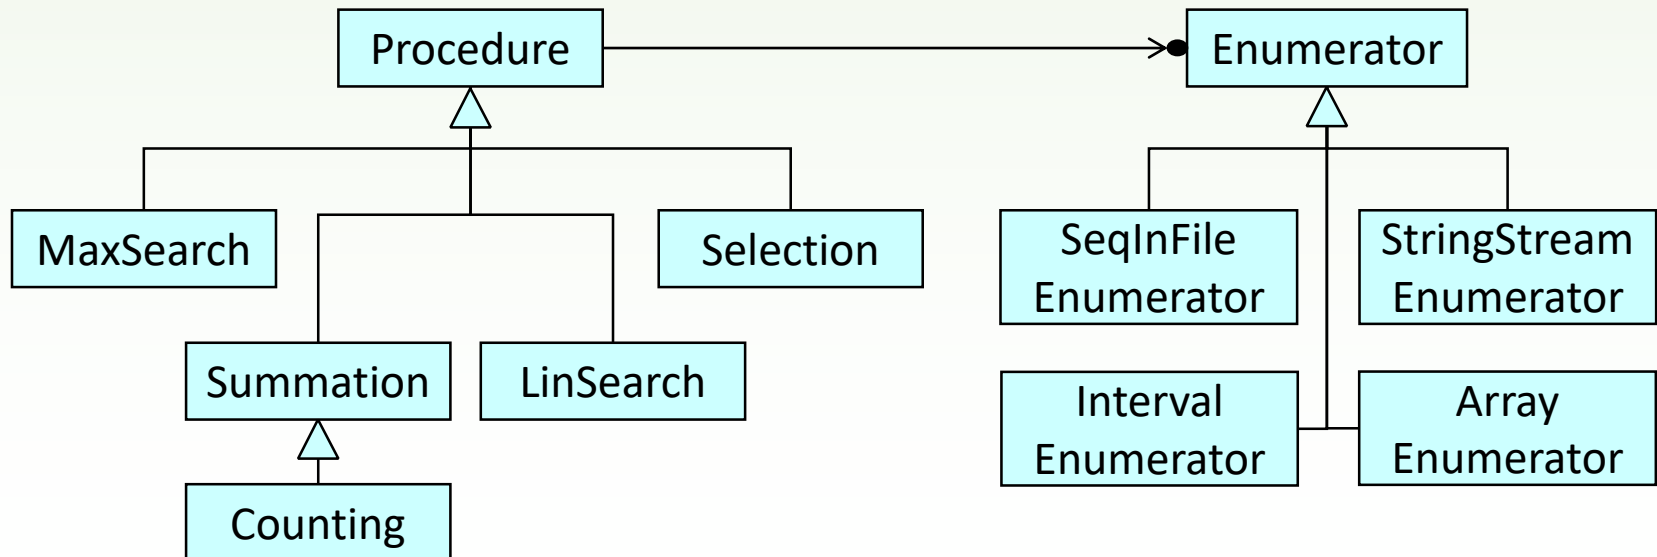 Procedure
Enumerator
MaxSearch
Selection
SeqInFile
Enumerator
StringStream
Enumerator
Summation
LinSearch
Interval
Enumerator
Array
Enumerator
Counting